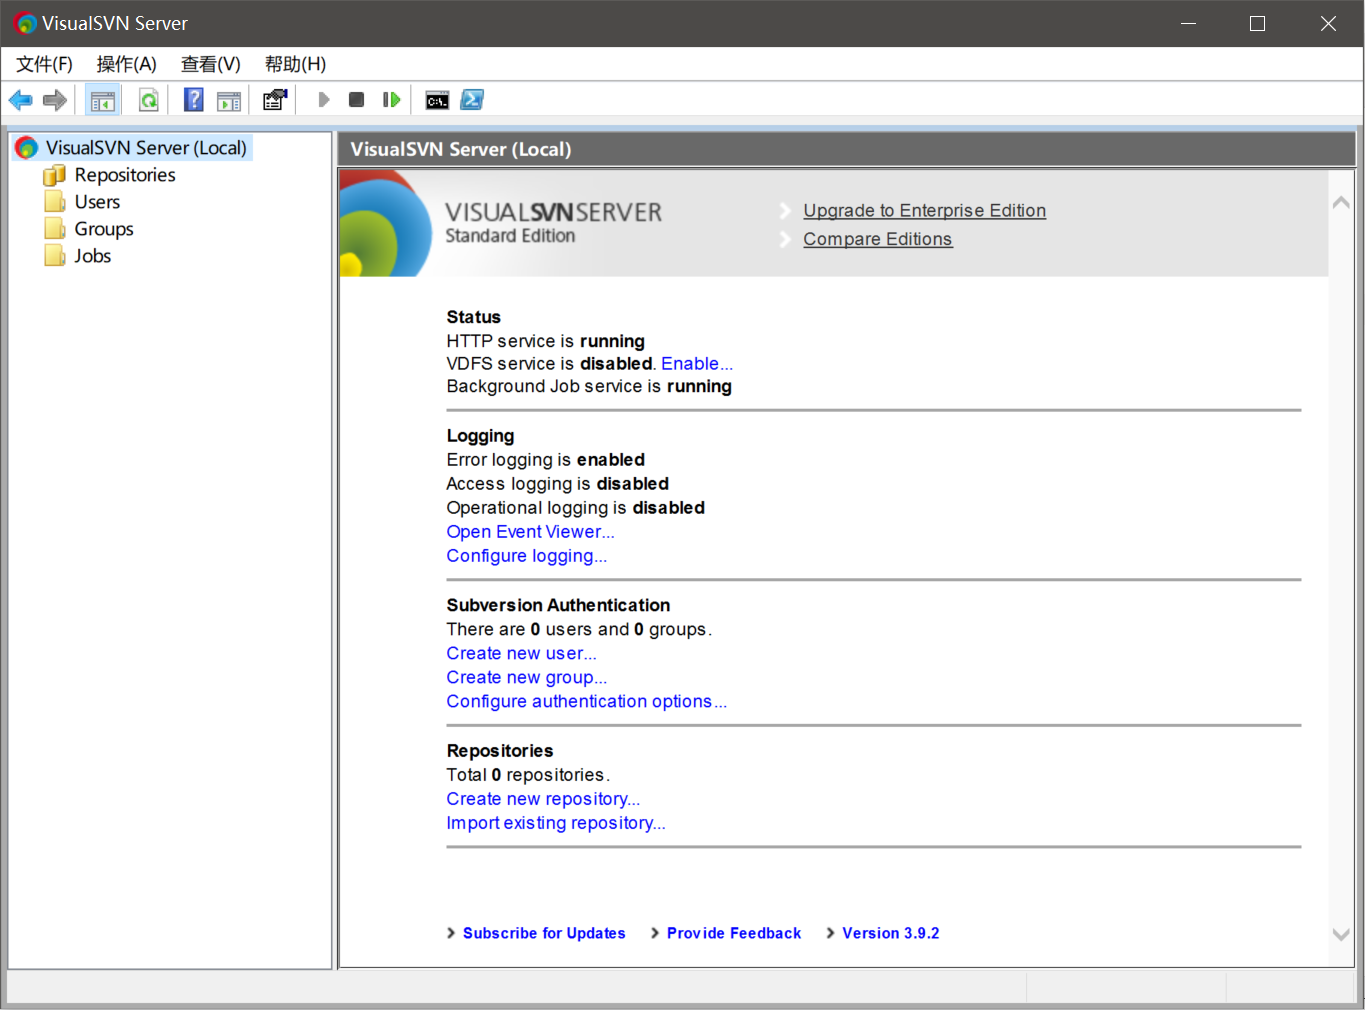 VisualSVN Server
文件(F) 操作(A) 查看(V) 帮助(H)
C:\.
VisualSVN Server (Local)
Repositories
Users
Groups
Jobs
VisualSVN Server (Local)
VISUALSVNSERVER
Standard Edition
Upgrade to Enterprise Edition
Compare Editions
Status
HTTP service is running
VDFS service is disabled. Enable...
Background Job service is running
Logging
Error logging is enabled
Access logging is disabled
Operational logging is disabled
Open Event Viewer...
Configure logging...
Subversion Authentication
There are 0 users and 0 groups.
Create new user...
Create new group...
Configure authentication options...
Repositories
Total 0 repositories.
Create new repository...
Import existing repository...
Subscribe for Updates Provide Feedback Version 3.9.2